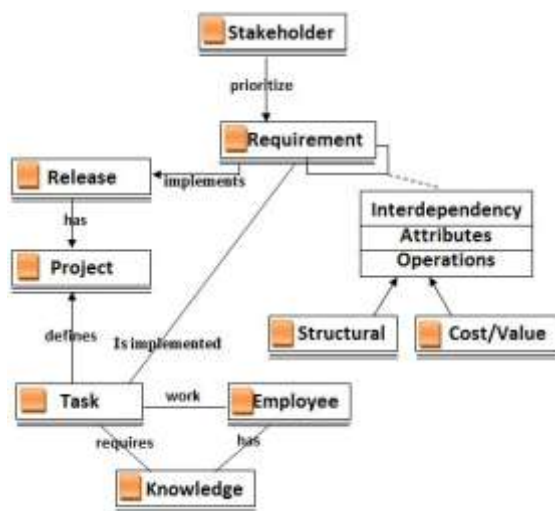 Stakeholder
prioritize
Requirement
Release
implements
has
Interdependency
Attributes
Operations
Project
Structural
Cost/Value
defines
Is implemented
Task
work
Employee
requires
has
Knowledge